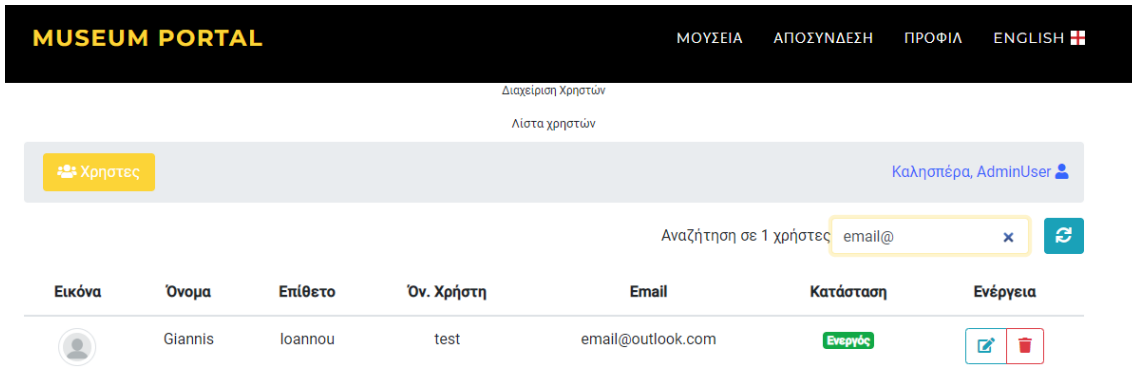 MUSEUM PORTAL ΜΟΥΣΕΙΑ ΑΠΟΣΥΝΔΕΣΗ ΠΡΟΦΙΛ ENGLISH
Διαχείριση Χρηστών
Λίστα χρηστών
Χρηστες Καλησπέρα, AdminUser
Αναζήτηση σε 1 χρήστες email@
Εικόνα Όνομα Επίθετο Όν. Χρήστη Email Κατάσταση Ενέργεια
Giannis Ioannou test email@outlook.com Ενεργός